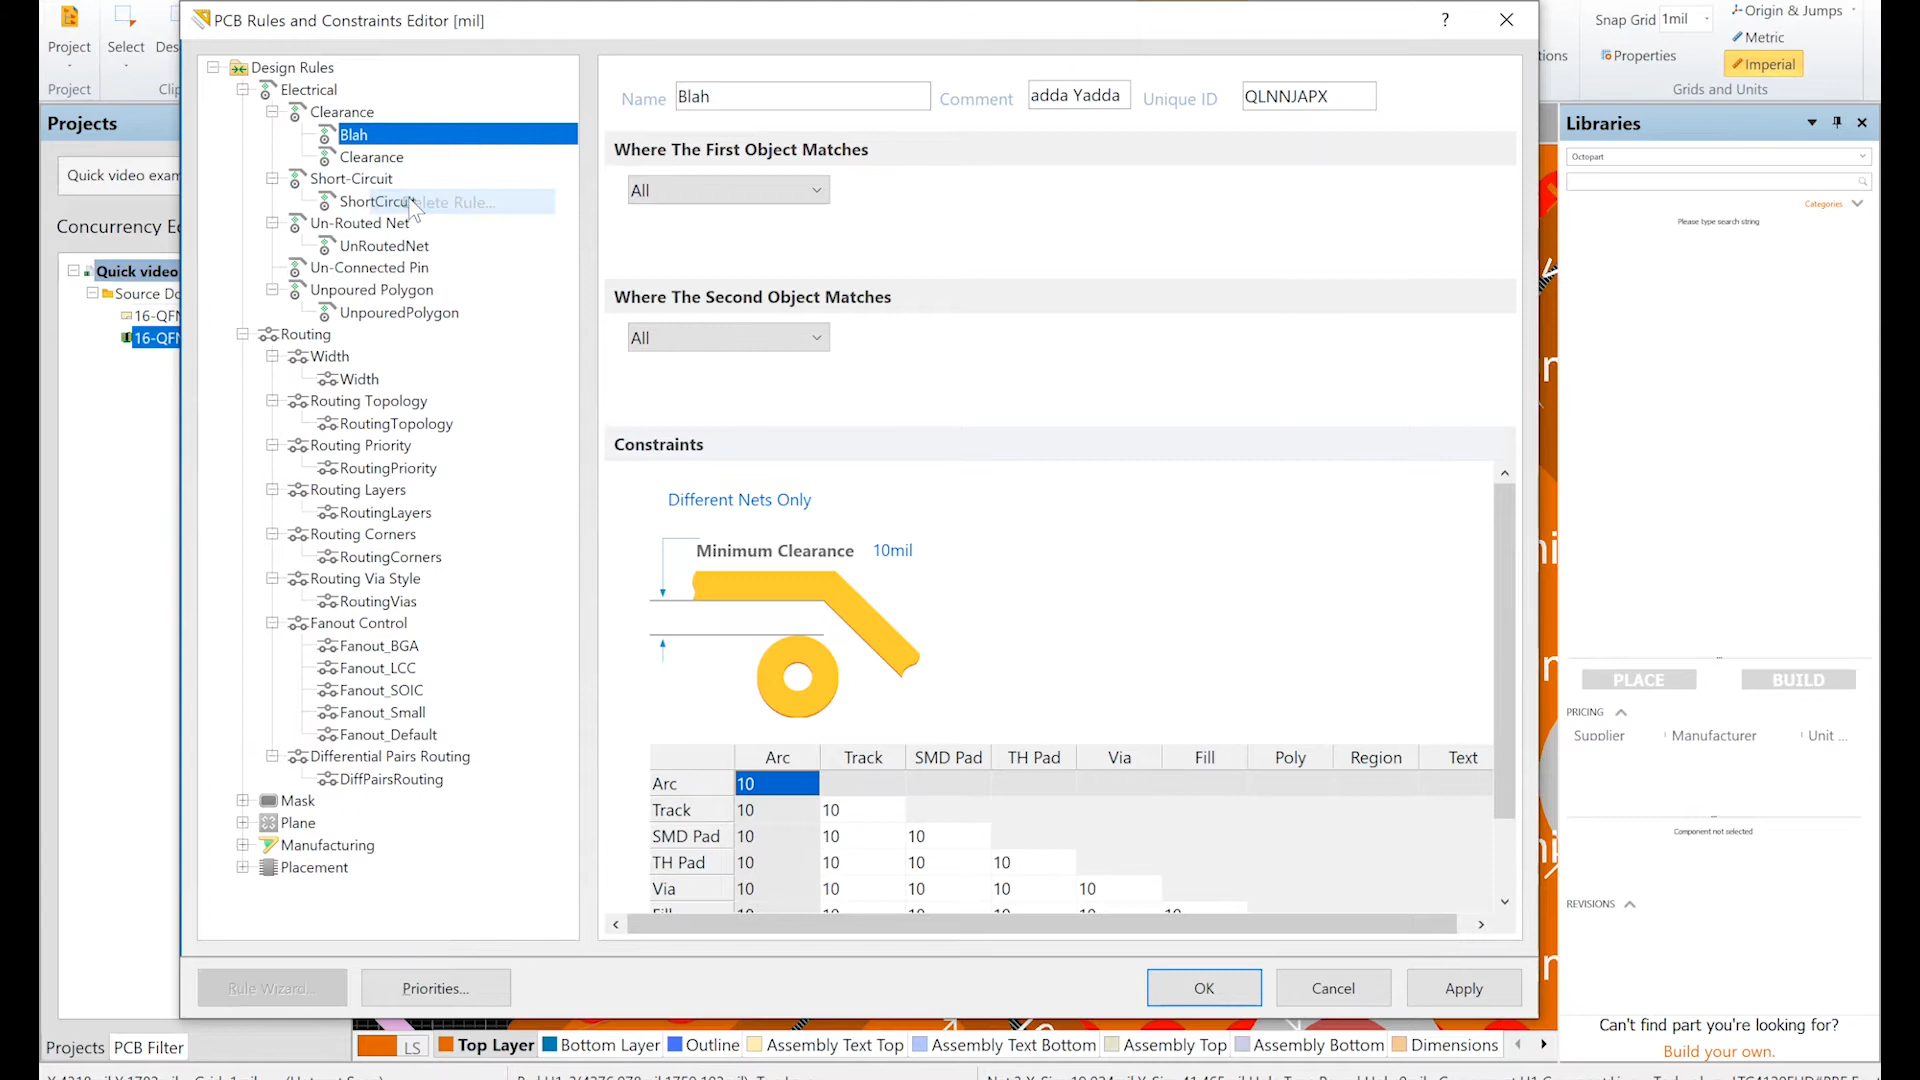 PCB Rules and Constraints Editor [mil]
?
Project
Select
Project
Snap Grid 1mil
Origin & Jumps
Metric
Properties
Imperial
Grids and Units
Projects
Quick video
Quick video
Design Rules
Electrical
Clearance
Blah
Clearance
Short-Circuit
Un-Routed Net
UnRoutedNet
Un-Connected Pin
Unpoured Polygon
UnpouredPolygon
Routing
Width
Width
Routing Topology
RoutingTopology
Routing Priority
RoutingPriority
Routing Layers
RoutingLayers
Routing Corners
RoutingCorners
Routing Via Style
RoutingVias
Fanout Control
Fanout_BGA
Fanout_LCC
Fanout_SOIC
Fanout_Small
Fanout_Default
Differential Pairs Routing
DiffPairsRouting
Mask
Plane
Manufacturing
Placement
Name Blah Comment adda Yadda Unique ID QLNNJAPX
Where The First Object Matches
All
Where The Second Object Matches
All
Constraints
Different Nets Only
Minimum Clearance 10mil
Arc Track SMD Pad TH Pad Via Fill Poly Region Text
Arc 10
Track 10 10
SMD Pad 10 10 10
TH Pad 10 10 10 10
Via 10 10 10 10 10
Rule Wizard...
Priorities...
OK
Cancel
Apply
Libraries
Octopart
Categories
Please type search string
PLACE
BUILD
PRICING
Supplier Manufacturer Unit ...
Component not selected
REVISIONS
Can't find part you're looking for?
Build your own.
Projects PCB Filter
LS Top Layer Bottom Layer Outline Assembly Text Top Assembly Text Bottom Assembly Top Assembly Bottom Dimensions